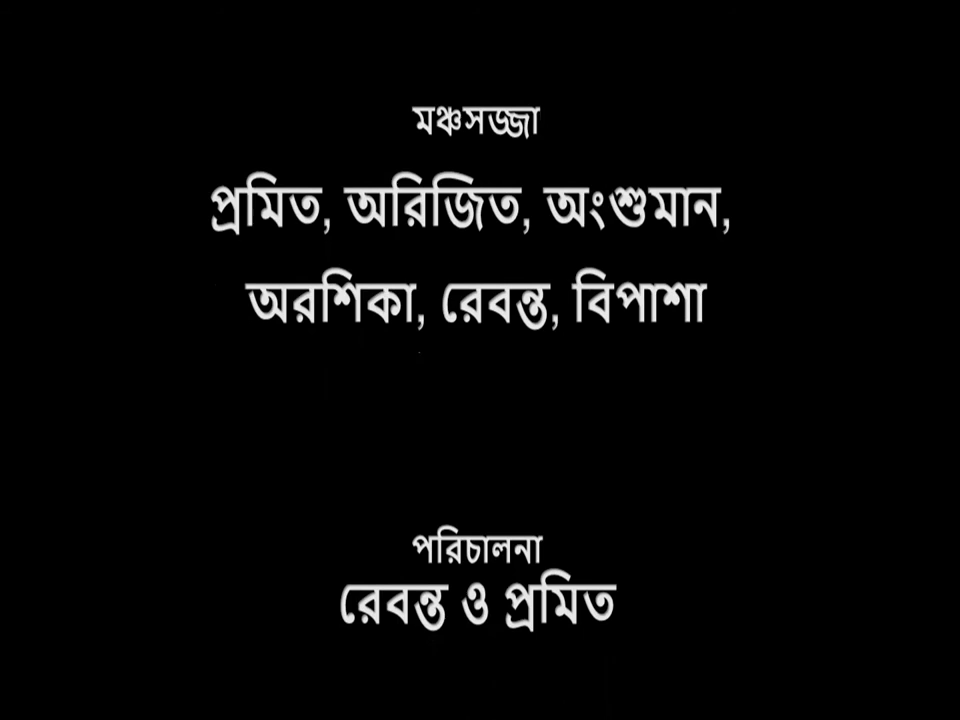 মঞ্চসজ্জা
প্রমিত, অরিজিত, অংশুমান,
অরশিকা, রেবন্ত, বিপাশা
পরিচালনা
রেবন্ত ও প্রমিত